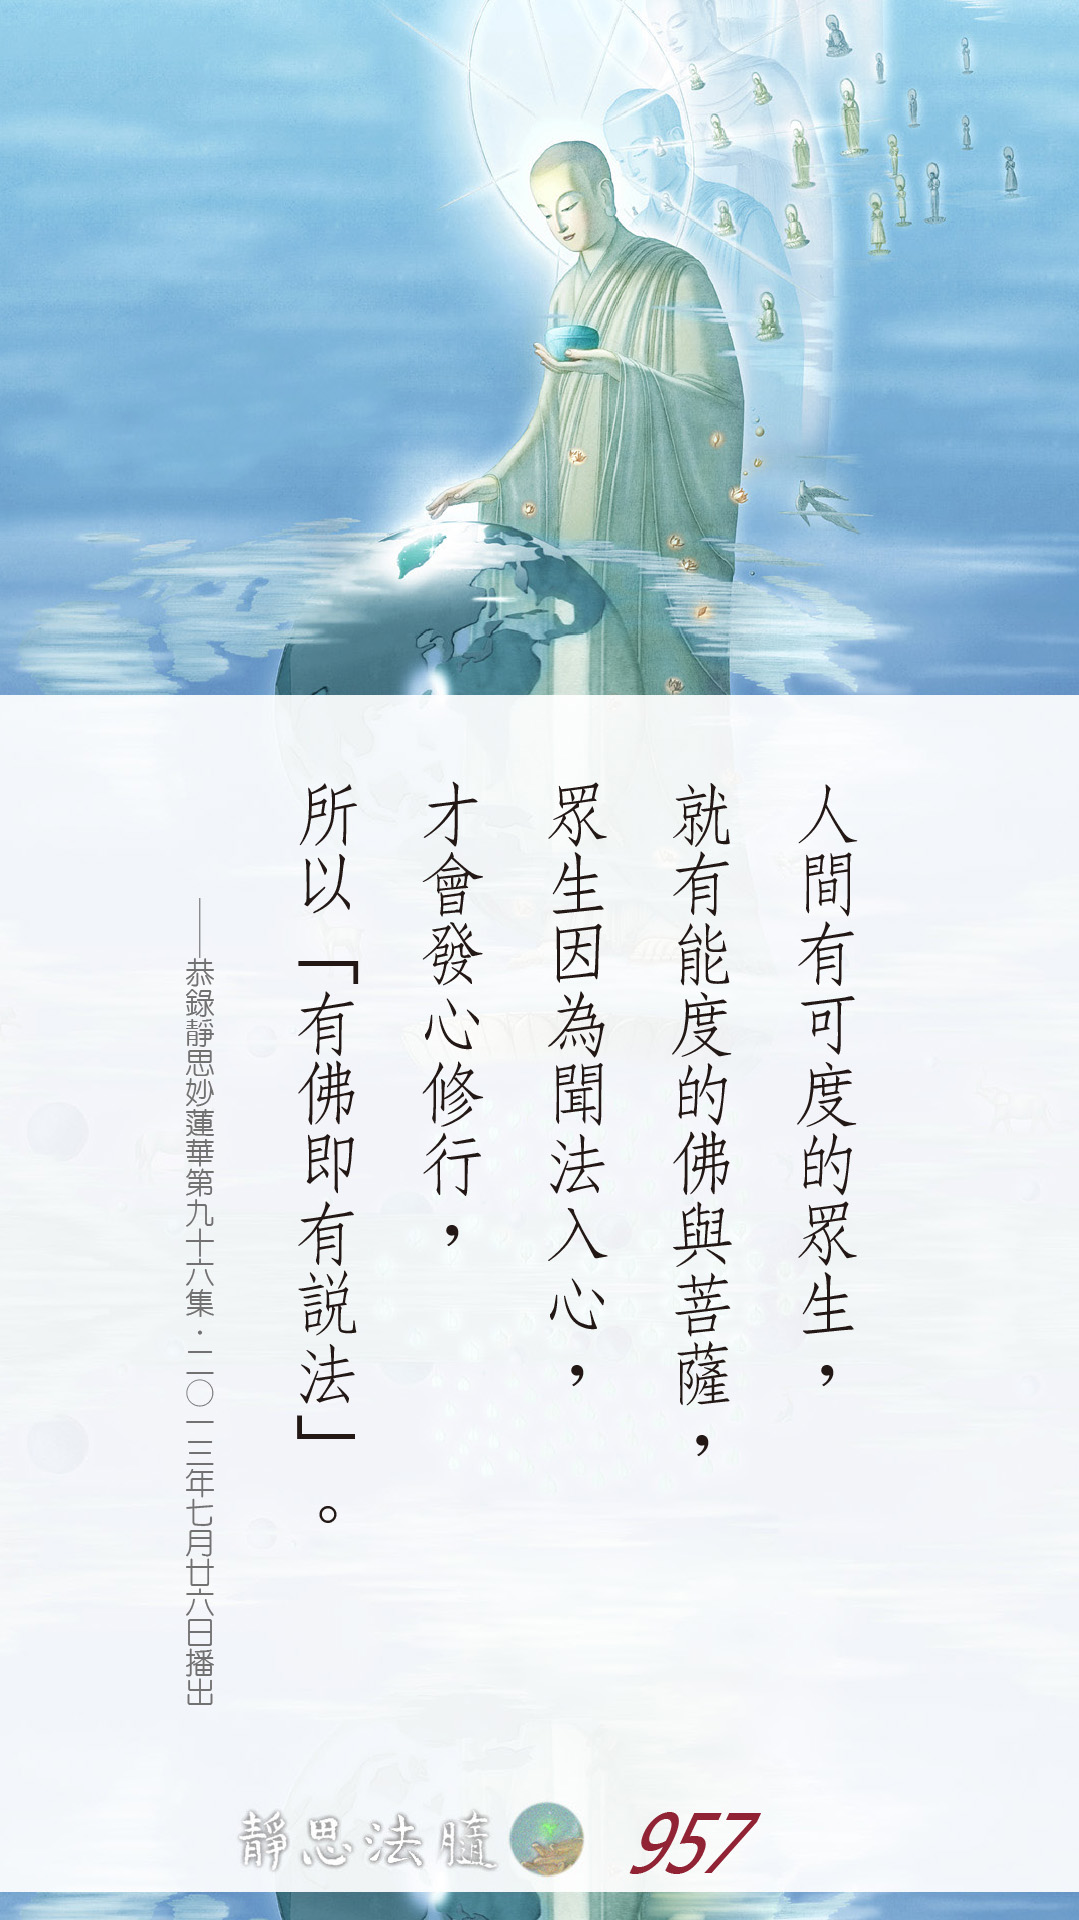 人間有可度的眾生，
就有能度的佛與菩薩，
眾生因為聞法入心，
才會發心修行，
所以「有佛即有説法」。
——恭錄靜思妙蓮華第九十六集．二〇一三年七月廿六日播出
靜思法髓
957